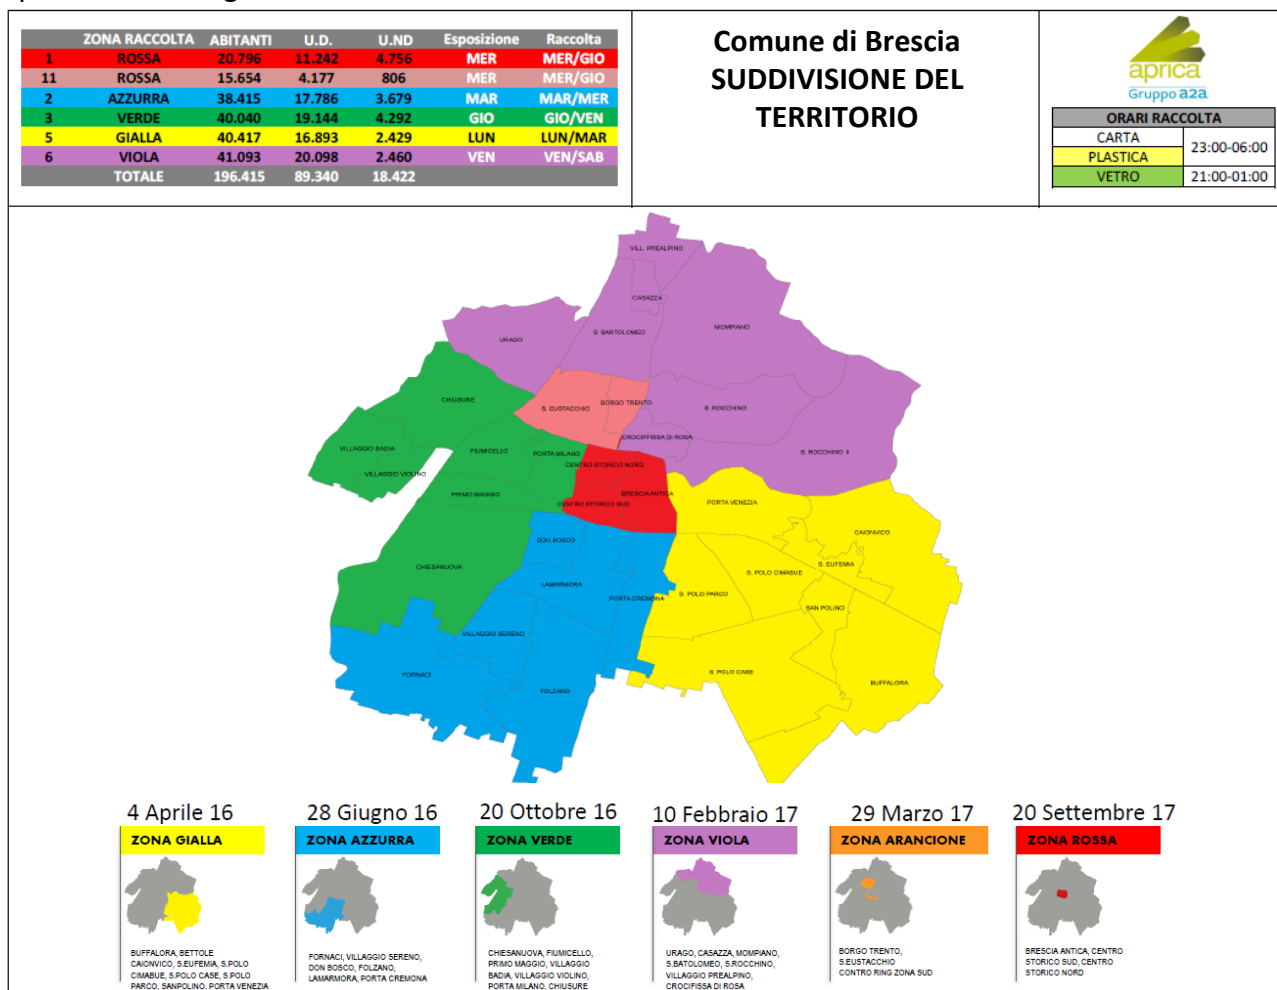 ZONA RACCOLTA ABITANTI U.D. U.ND Esposizione Raccolta
1 ROSSA 20.796 11.242 4.756 MER MER/GIO
11 ROSSA 15.654 4.177 806 MER MER/GIO
2 AZZURRA 38.415 17.786 3.679 MAR MAR/MER
3 VERDE 40.040 19.144 4.292 GIO GIO/VEN
5 GIALLA 40.417 16.893 2.429 LUN LUN/MAR
6 VIOLA 41.093 20.098 2.460 VEN VEN/SAB
TOTALE 196.415 89.340 18.422
Comune di Brescia
SUDDIVISIONE DEL
TERRITORIO
aprica
Gruppo a2a
ORARI RACCOLTA
CARTA 23:00-06:00
PLASTICA
VETRO 21:00-01:00
VILL. PREALPINO
CASAZZA
MOMPIANO
S. BARTOLOMEO
URAGO
CHIUSURE
S. EUSTACCHIO
BORGO TRENTO
S. ROCCHINO
CROCIFFISSA DI ROSA
VILLAGGIO BADIA
FIUMICELLO
PORTA MILANO
S. ROCCHINO II
CENTRO STORICO NORD
VILLAGGIO VIOLINO
PRIMO MAGGIO
BRESCIA ANTICA
CENTRO STORICO SUD
PORTA VENEZIA
CAIONVICO
DON BOSCO
CHIESANUOVA
S. EUFEMIA
S. POLO CIMABUE
LAMARMORA
S. POLO PARCO
PORTA CREMONA
SAN POLINO
VILLAGGIO SERENO
FORNACI
S. POLO CASE
BUFFALORA
FOLZANO
4 Aprile 16
ZONA GIALLA
BUFFALORA, BETTOLE
CAIONVICO, S.EUFEMIA, S.POLO
CIMABUE, S.POLO CASE, S.POLO
PARCO, SANPOLINO, PORTA VENEZIA
28 Giugno 16
ZONA AZZURRA
FORNACI, VILLAGGIO SERENO,
DON BOSCO, FOLZANO,
LAMARMORA, PORTA CREMONA
20 Ottobre 16
ZONA VERDE
CHIESANUOVA, FIUMICELLO,
PRIMO MAGGIO, VILLAGGIO
BADIA, VILLAGGIO VIOLINO,
PORTA MILANO, CHIUSURE
10 Febbraio 17
ZONA VIOLA
URAGO, CASAZZA, MOMPIANO,
S.BATOLOMEO, S.ROCCHINO,
VILLAGGIO PREALPINO,
CROCIFISSA DI ROSA
29 Marzo 17
ZONA ARANCIONE
BORGO TRENTO,
S.EUSTACCHIO
CONTRO RING ZONA SUD
20 Settembre 17
ZONA ROSSA
BRESCIA ANTICA, CENTRO
STORICO SUD, CENTRO
STORICO NORD